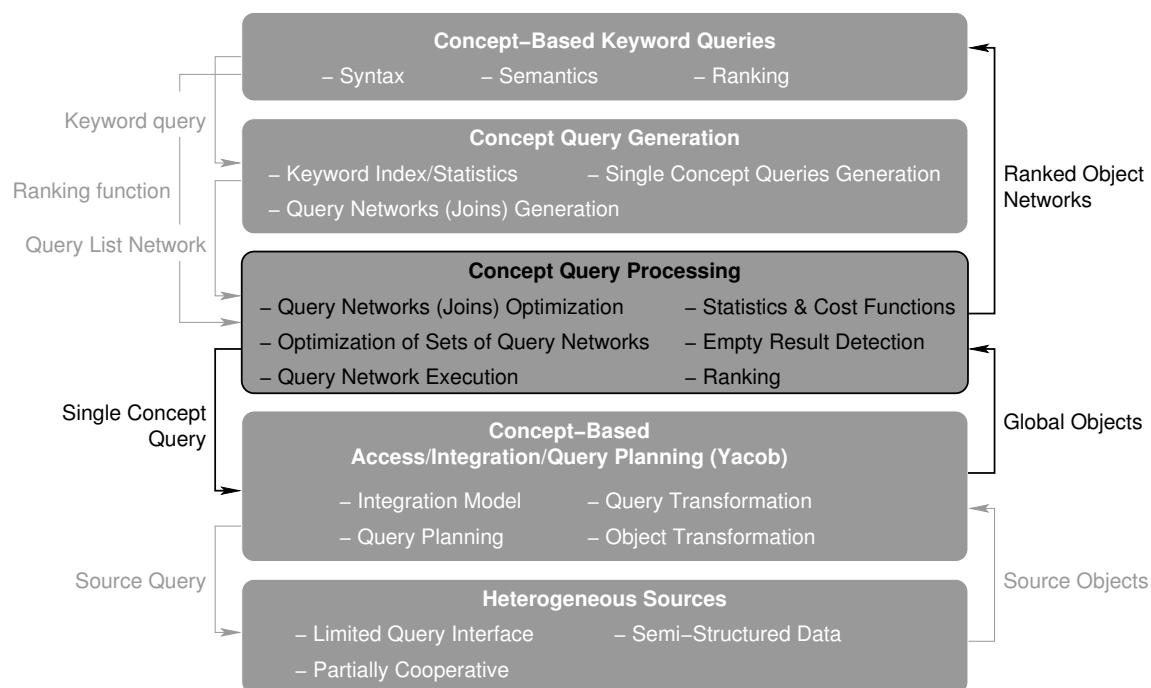 Concept−Based Keyword Queries
− Syntax − Semantics − Ranking
Keyword query
Concept Query Generation
− Keyword Index/Statistics − Single Concept Queries Generation
− Query Networks (Joins) Generation
Ranking function
Query List Network
Ranked Object
Networks
Concept Query Processing
− Query Networks (Joins) Optimization − Statistics & Cost Functions
− Optimization of Sets of Query Networks − Empty Result Detection
− Query Network Execution − Ranking
Single Concept
Query
Global Objects
Concept−Based
Access/Integration/Query Planning (Yacob)
− Integration Model − Query Transformation
− Query Planning − Object Transformation
Source Query
Source Objects
Heterogeneous Sources
− Limited Query Interface − Semi−Structured Data
− Partially Cooperative